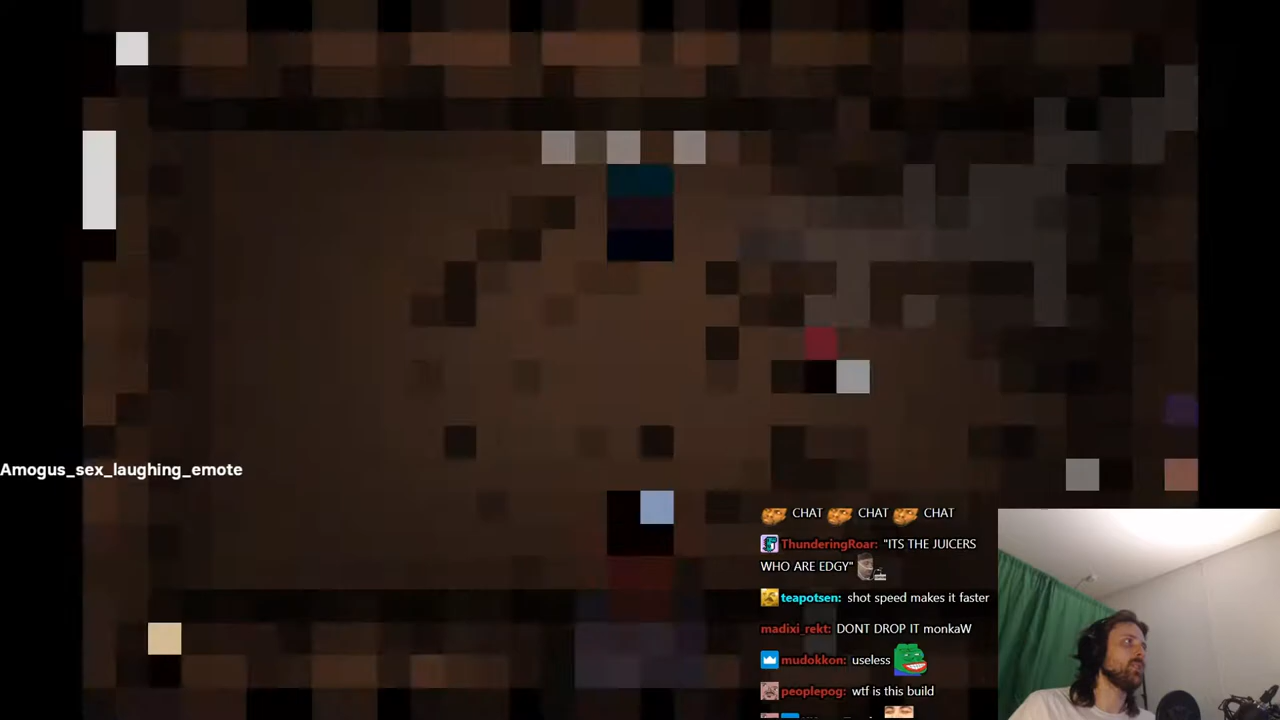 Amogus_sex_laughing_emote
CHAT CHAT CHAT
ThunderingRoar: "ITS THE JUICERS
WHO ARE EDGY"
teapotsen: shot speed makes it faster
madixi_rekt: DONT DROP IT monkaW
mudokkon: useless
peoplepog: wtf is this build